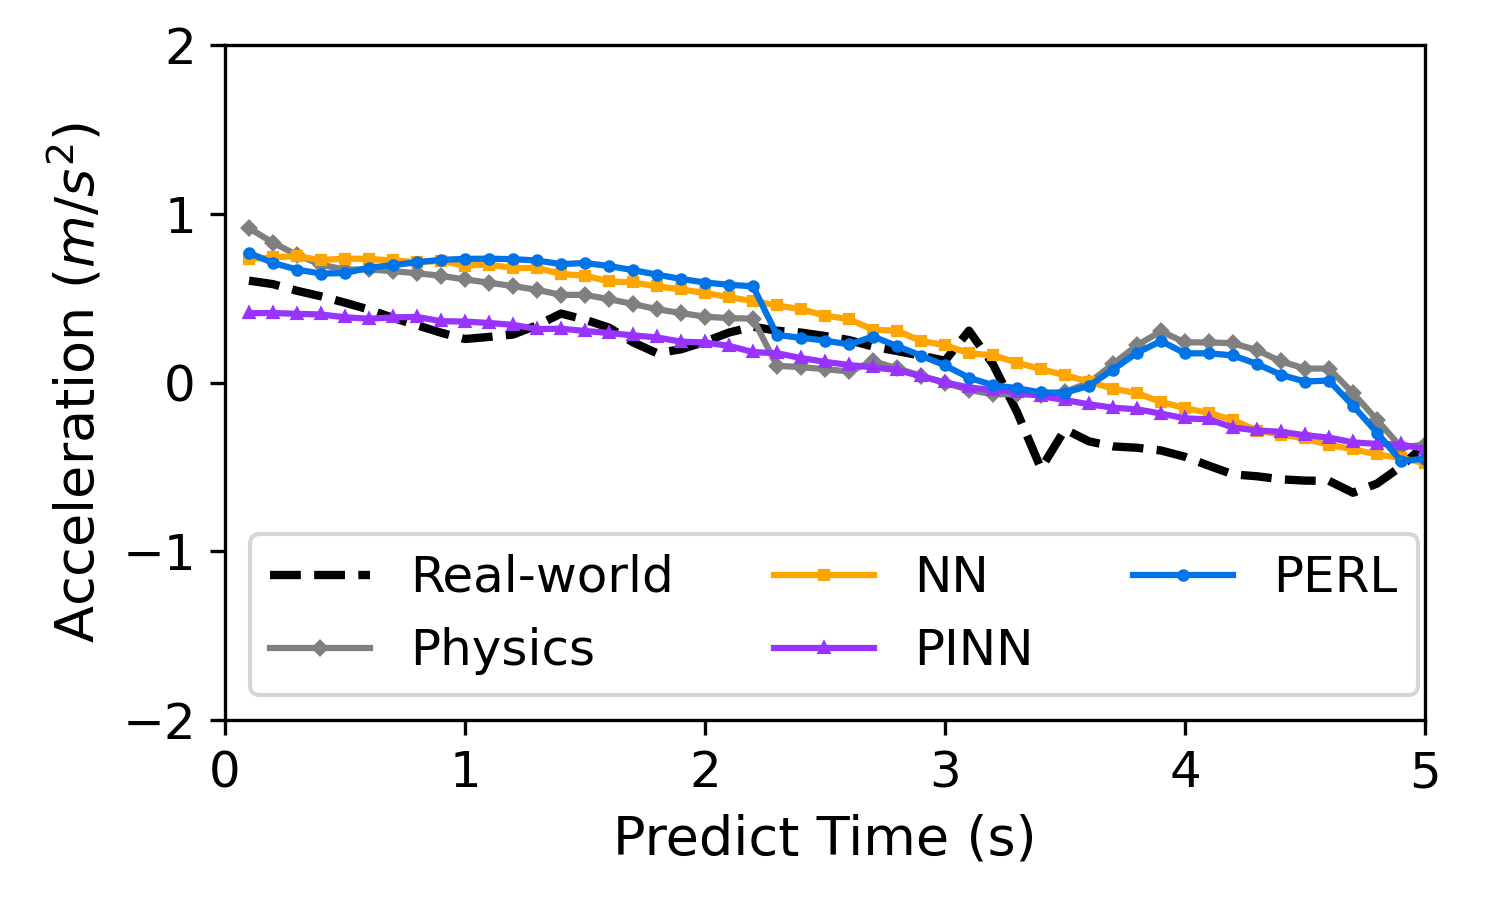 2
1
0
−1
−2
Acceleration (m/s²)
Real-world
Physics
NN
PINN
PERL
0 1 2 3 4 5
Predict Time (s)